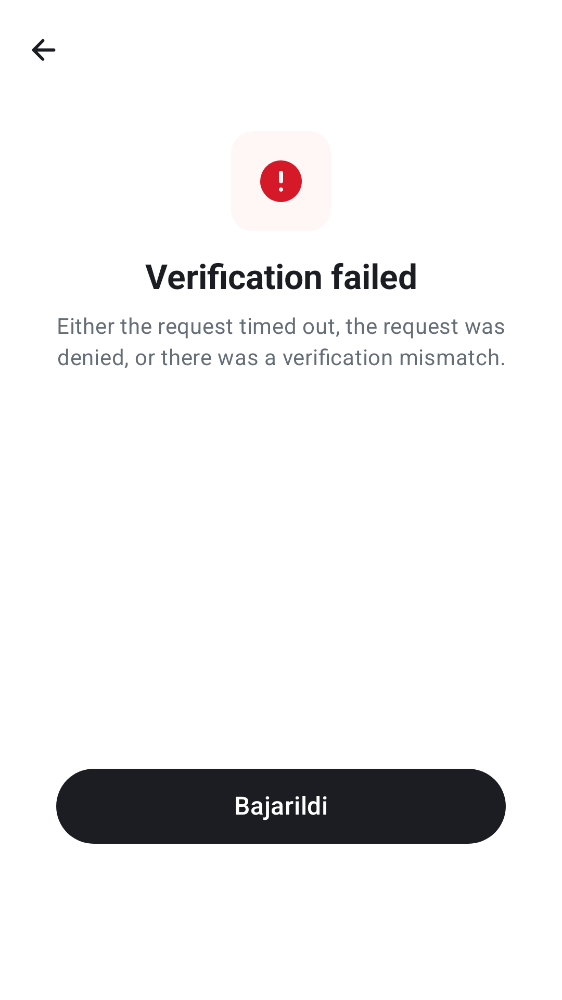 Verification failed
Either the request timed out, the request was
denied, or there was a verification mismatch.
Bajarildi